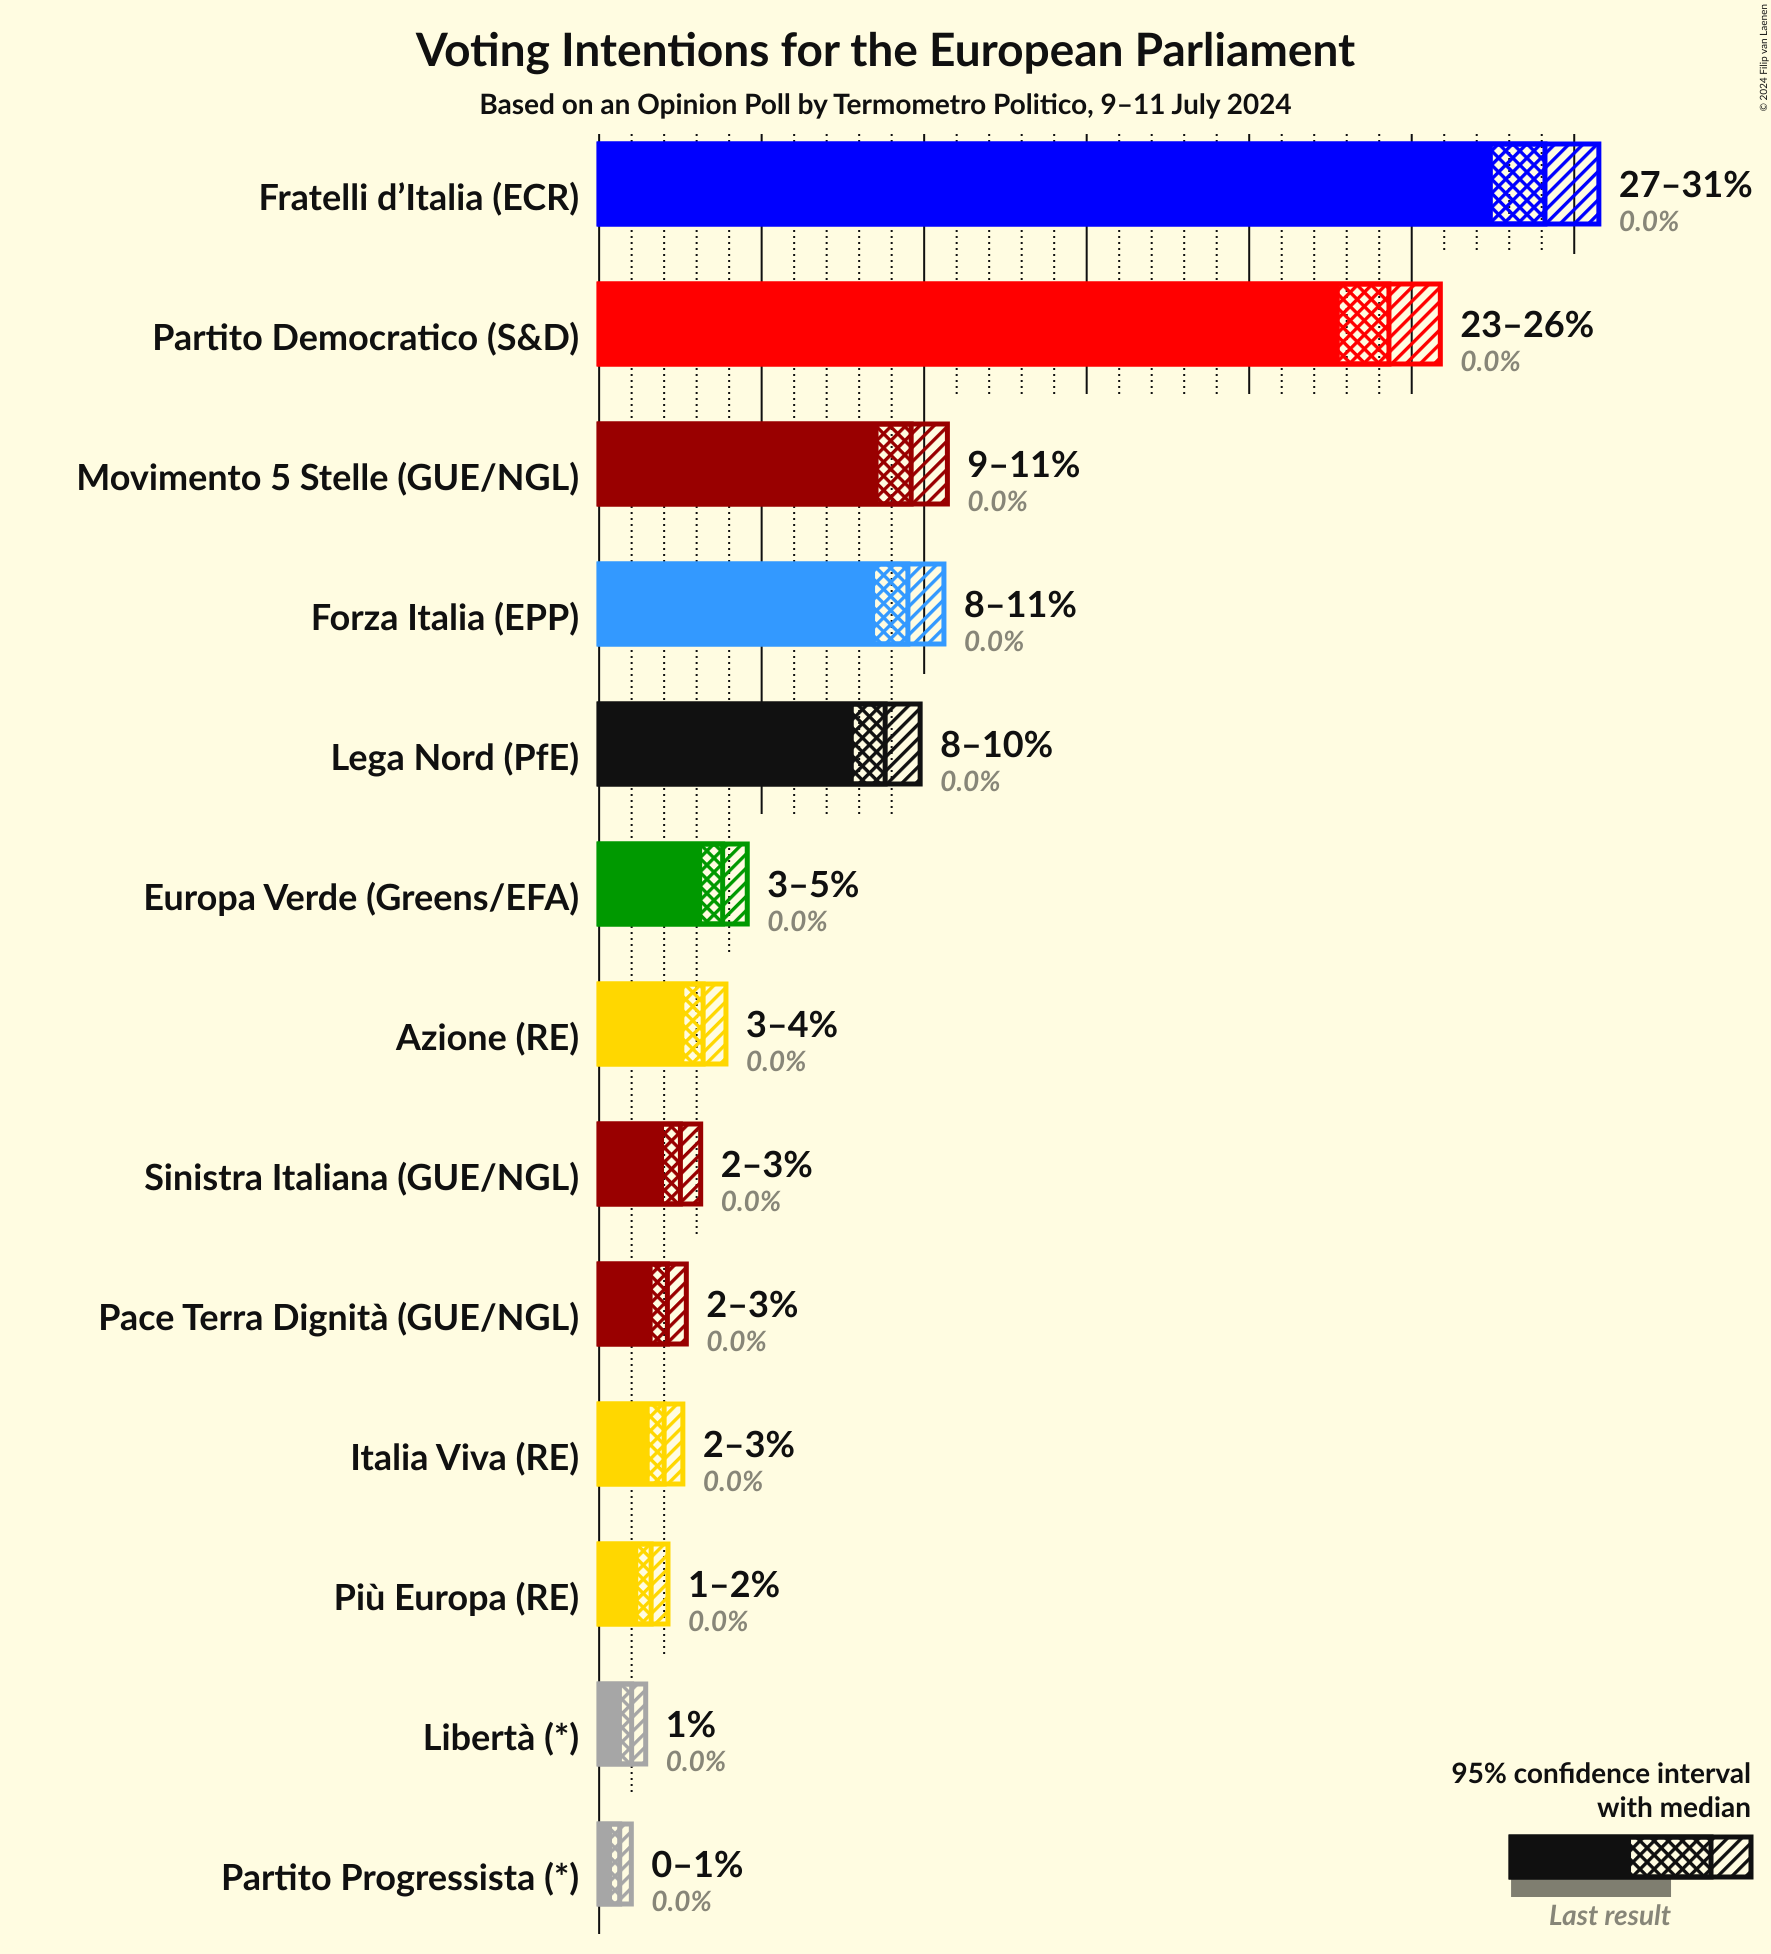 © 2024 Filip van Laenen
Voting Intentions for the European Parliament
Based on an Opinion Poll by Termometro Politico, 9–11 July 2024
Fratelli d’Italia (ECR)
27–31%
0.0%
Partito Democratico (S&D)
23–26%
0.0%
Movimento 5 Stelle (GUE/NGL)
9–11%
0.0%
Forza Italia (EPP)
8–11%
0.0%
Lega Nord (PfE)
8–10%
0.0%
Europa Verde (Greens/EFA)
3–5%
0.0%
Azione (RE)
3–4%
0.0%
Sinistra Italiana (GUE/NGL)
2–3%
0.0%
Pace Terra Dignità (GUE/NGL)
2–3%
0.0%
Italia Viva (RE)
2–3%
0.0%
Più Europa (RE)
1–2%
0.0%
Libertà (*)
1%
0.0%
Partito Progressista (*)
0–1%
0.0%
95% confidence interval
with median
Last result